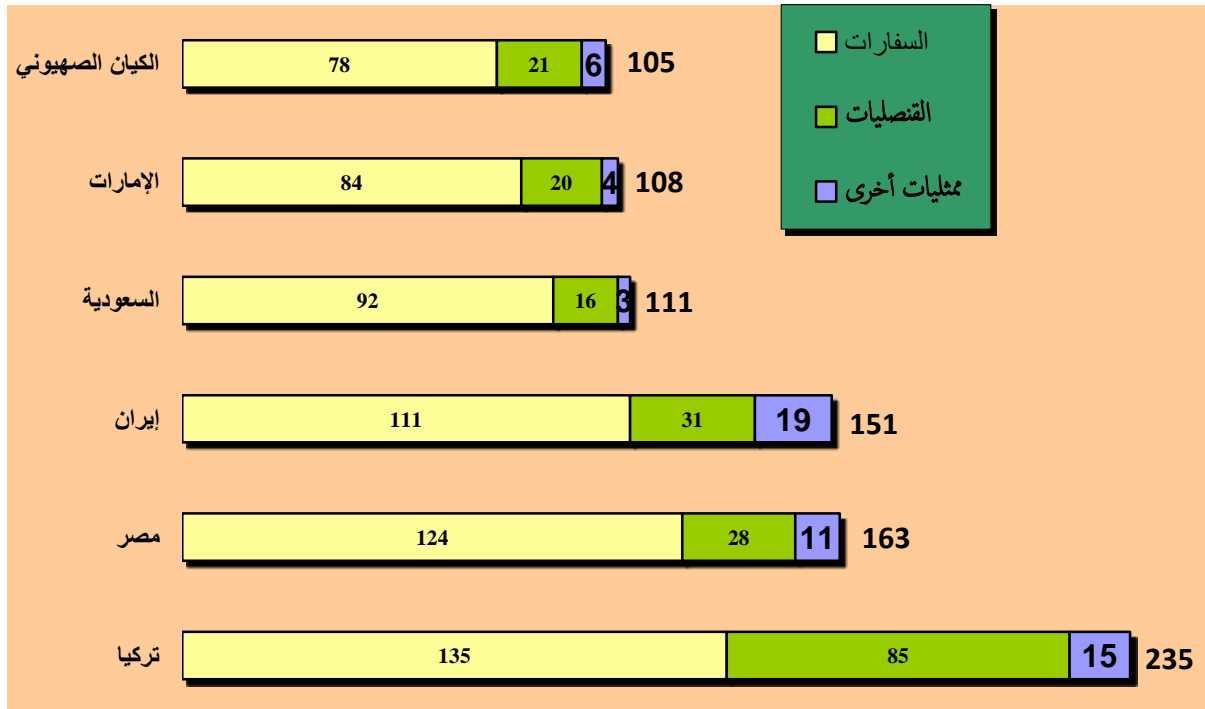 السفارات
القنصليات
ممثليات أخرى
الكيان الصهيوني 78 21 6 105
الإمارات 84 20 4 108
السعودية 92 16 3 111
إيران 111 31 19 151
مصر 124 28 11 163
تركيا 135 85 15 235